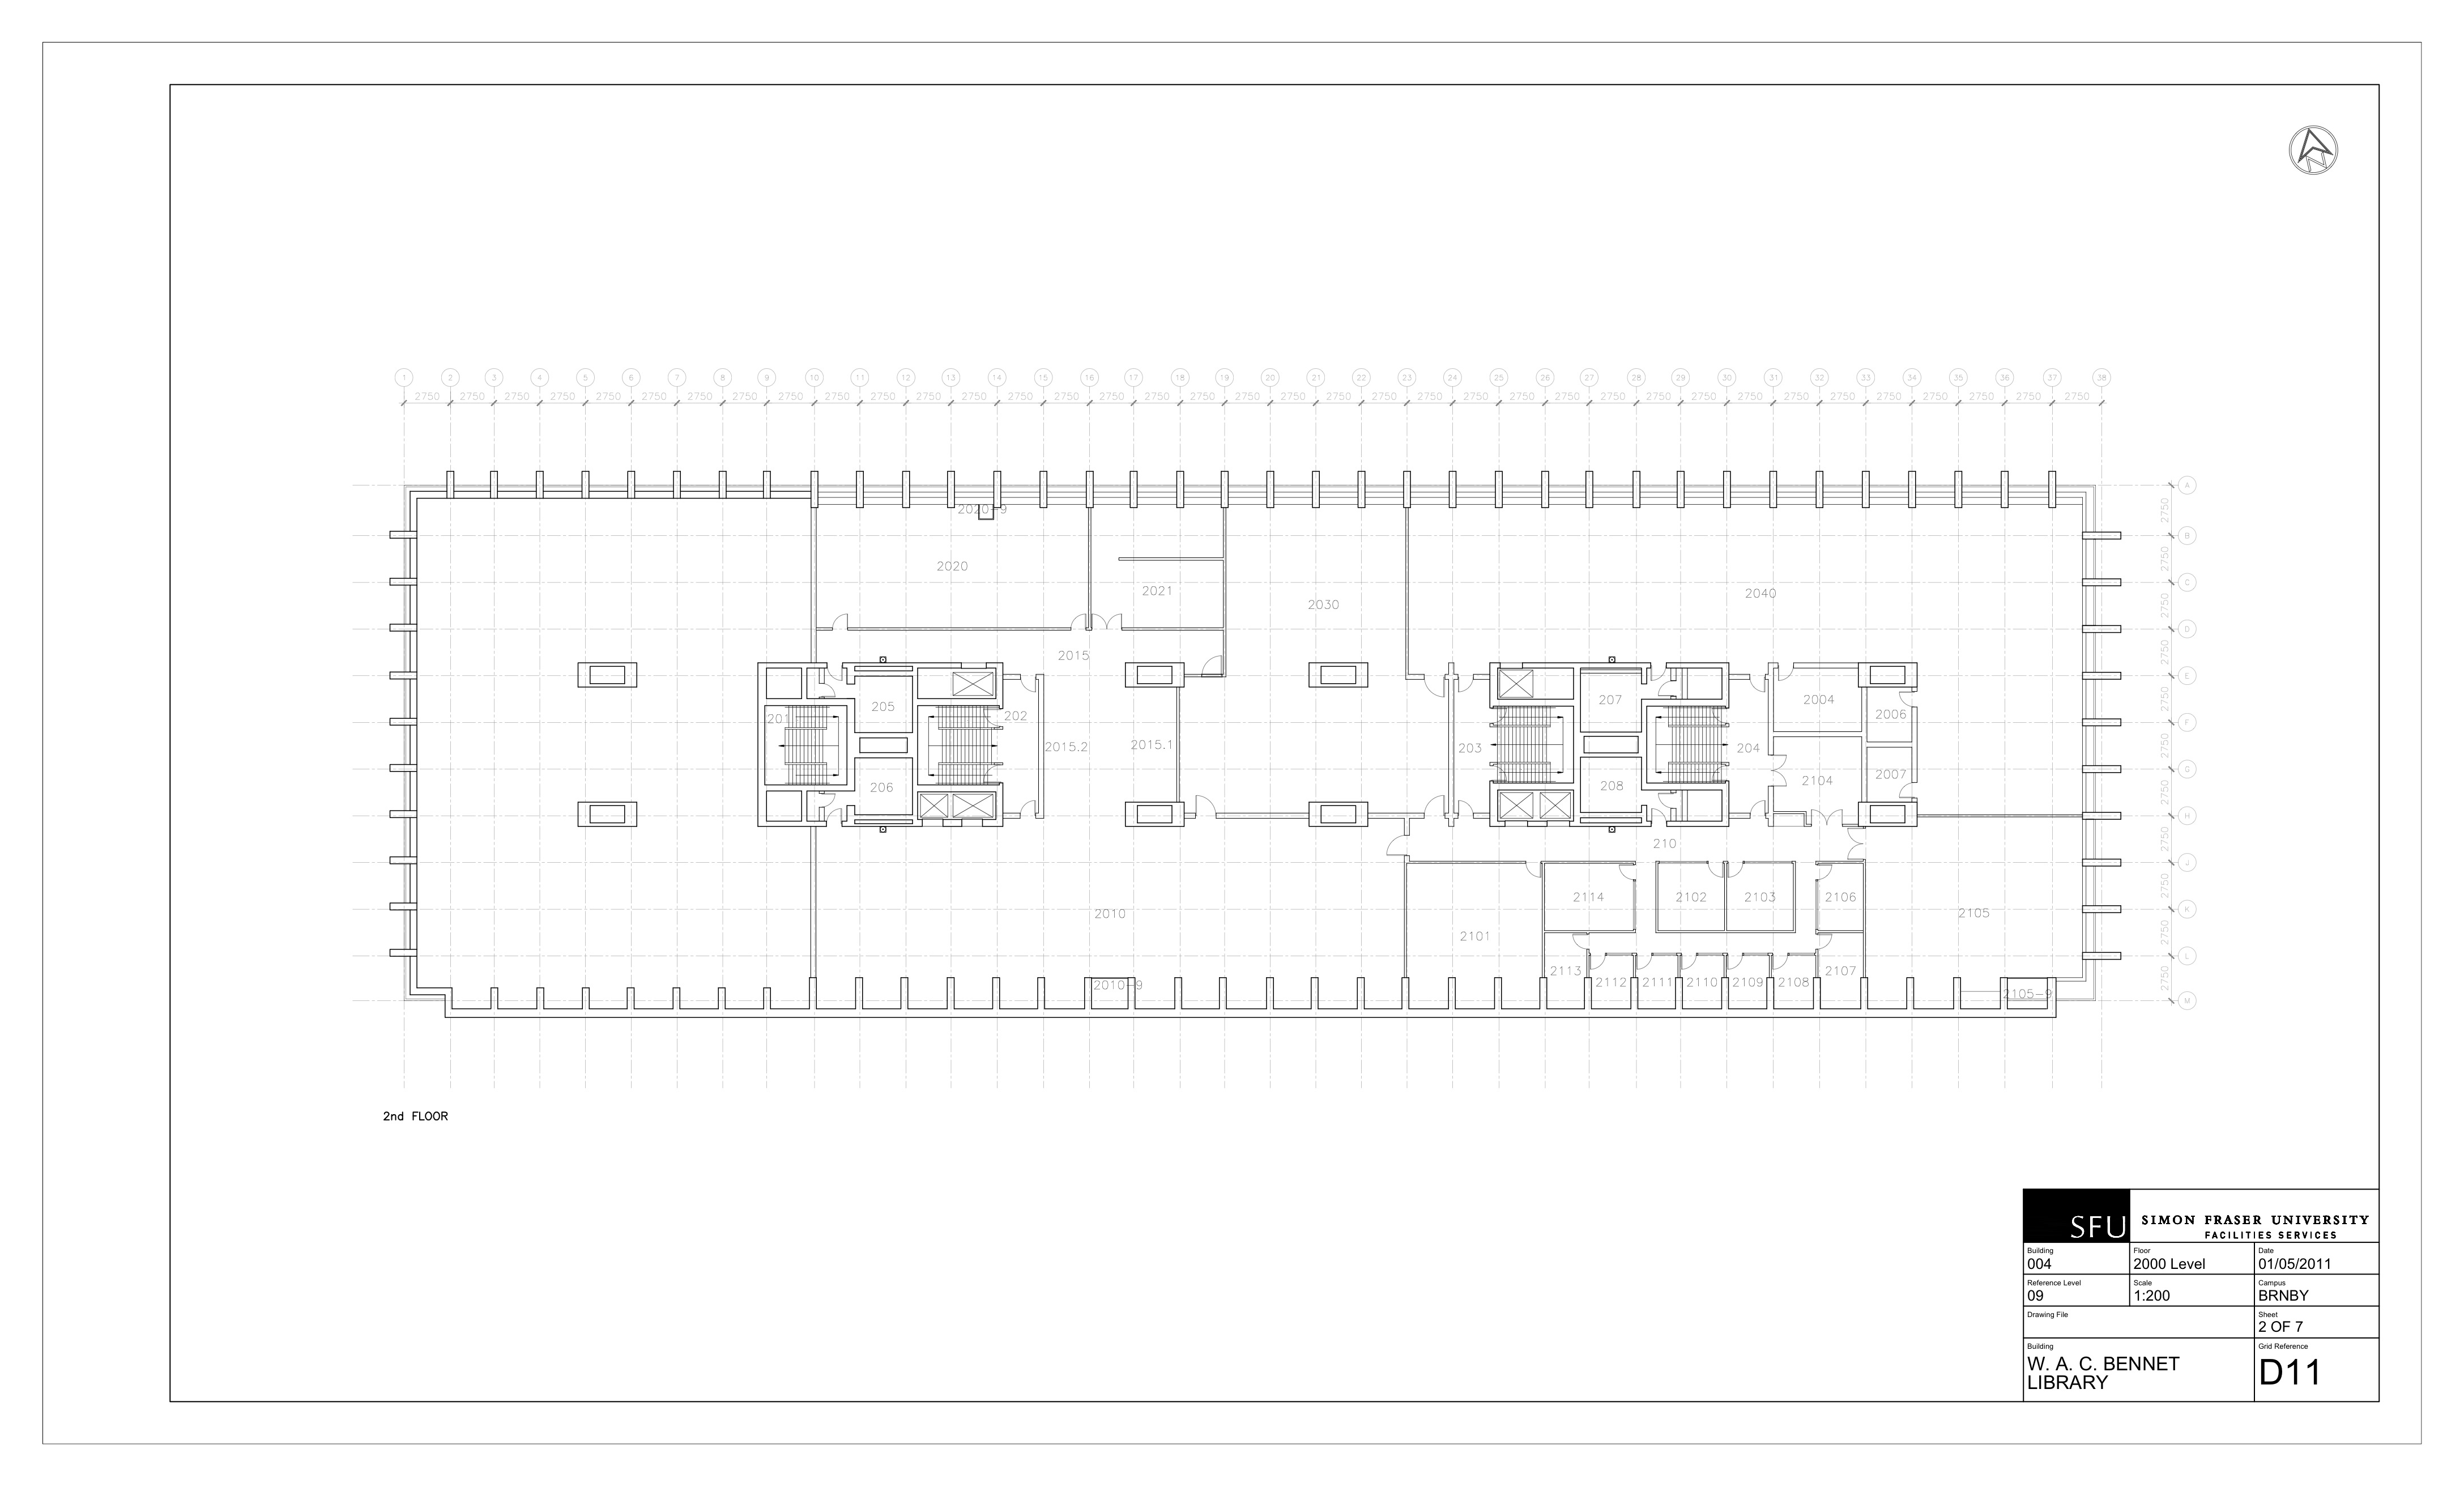 1 2 3 4 5 6 7 8 9 10 11 12 13 14 15 16 17 18 19 20 21 22 23 24 25 26 27 28 29 30 31 32 33 34 35 36 37 38
2750 2750 2750 2750 2750 2750 2750 2750 2750 2750 2750 2750 2750 2750 2750 2750 2750 2750 2750 2750 2750 2750 2750 2750 2750 2750 2750 2750 2750 2750 2750 2750 2750 2750 2750 2750 2750
A
2750
2020-9
B
2750
2020
C
2021
2040
2030
2750
D
2015
2750
E
2750
2004
205
207
2006
201
202
F
2015.2
2015.1
203
204
2750
G
2007
2104
206
208
2750
H
2750
210
J
2114
2102
2103
2106
2750
K
2010
2105
2101
2750
L
2113
2107
2112
2111
2110
2109
2108
2750
2010-9
2105-9
M
2nd FLOOR
SFU
SIMON FRASER UNIVERSITY
FACILITIES SERVICES
Building
Floor
Date
004
2000 Level
01/05/2011
Reference Level
Scale
Campus
09
1:200
BRNBY
Drawing File
Sheet
2 OF 7
Building
Grid Reference
W. A. C. BENNET
LIBRARY
D11